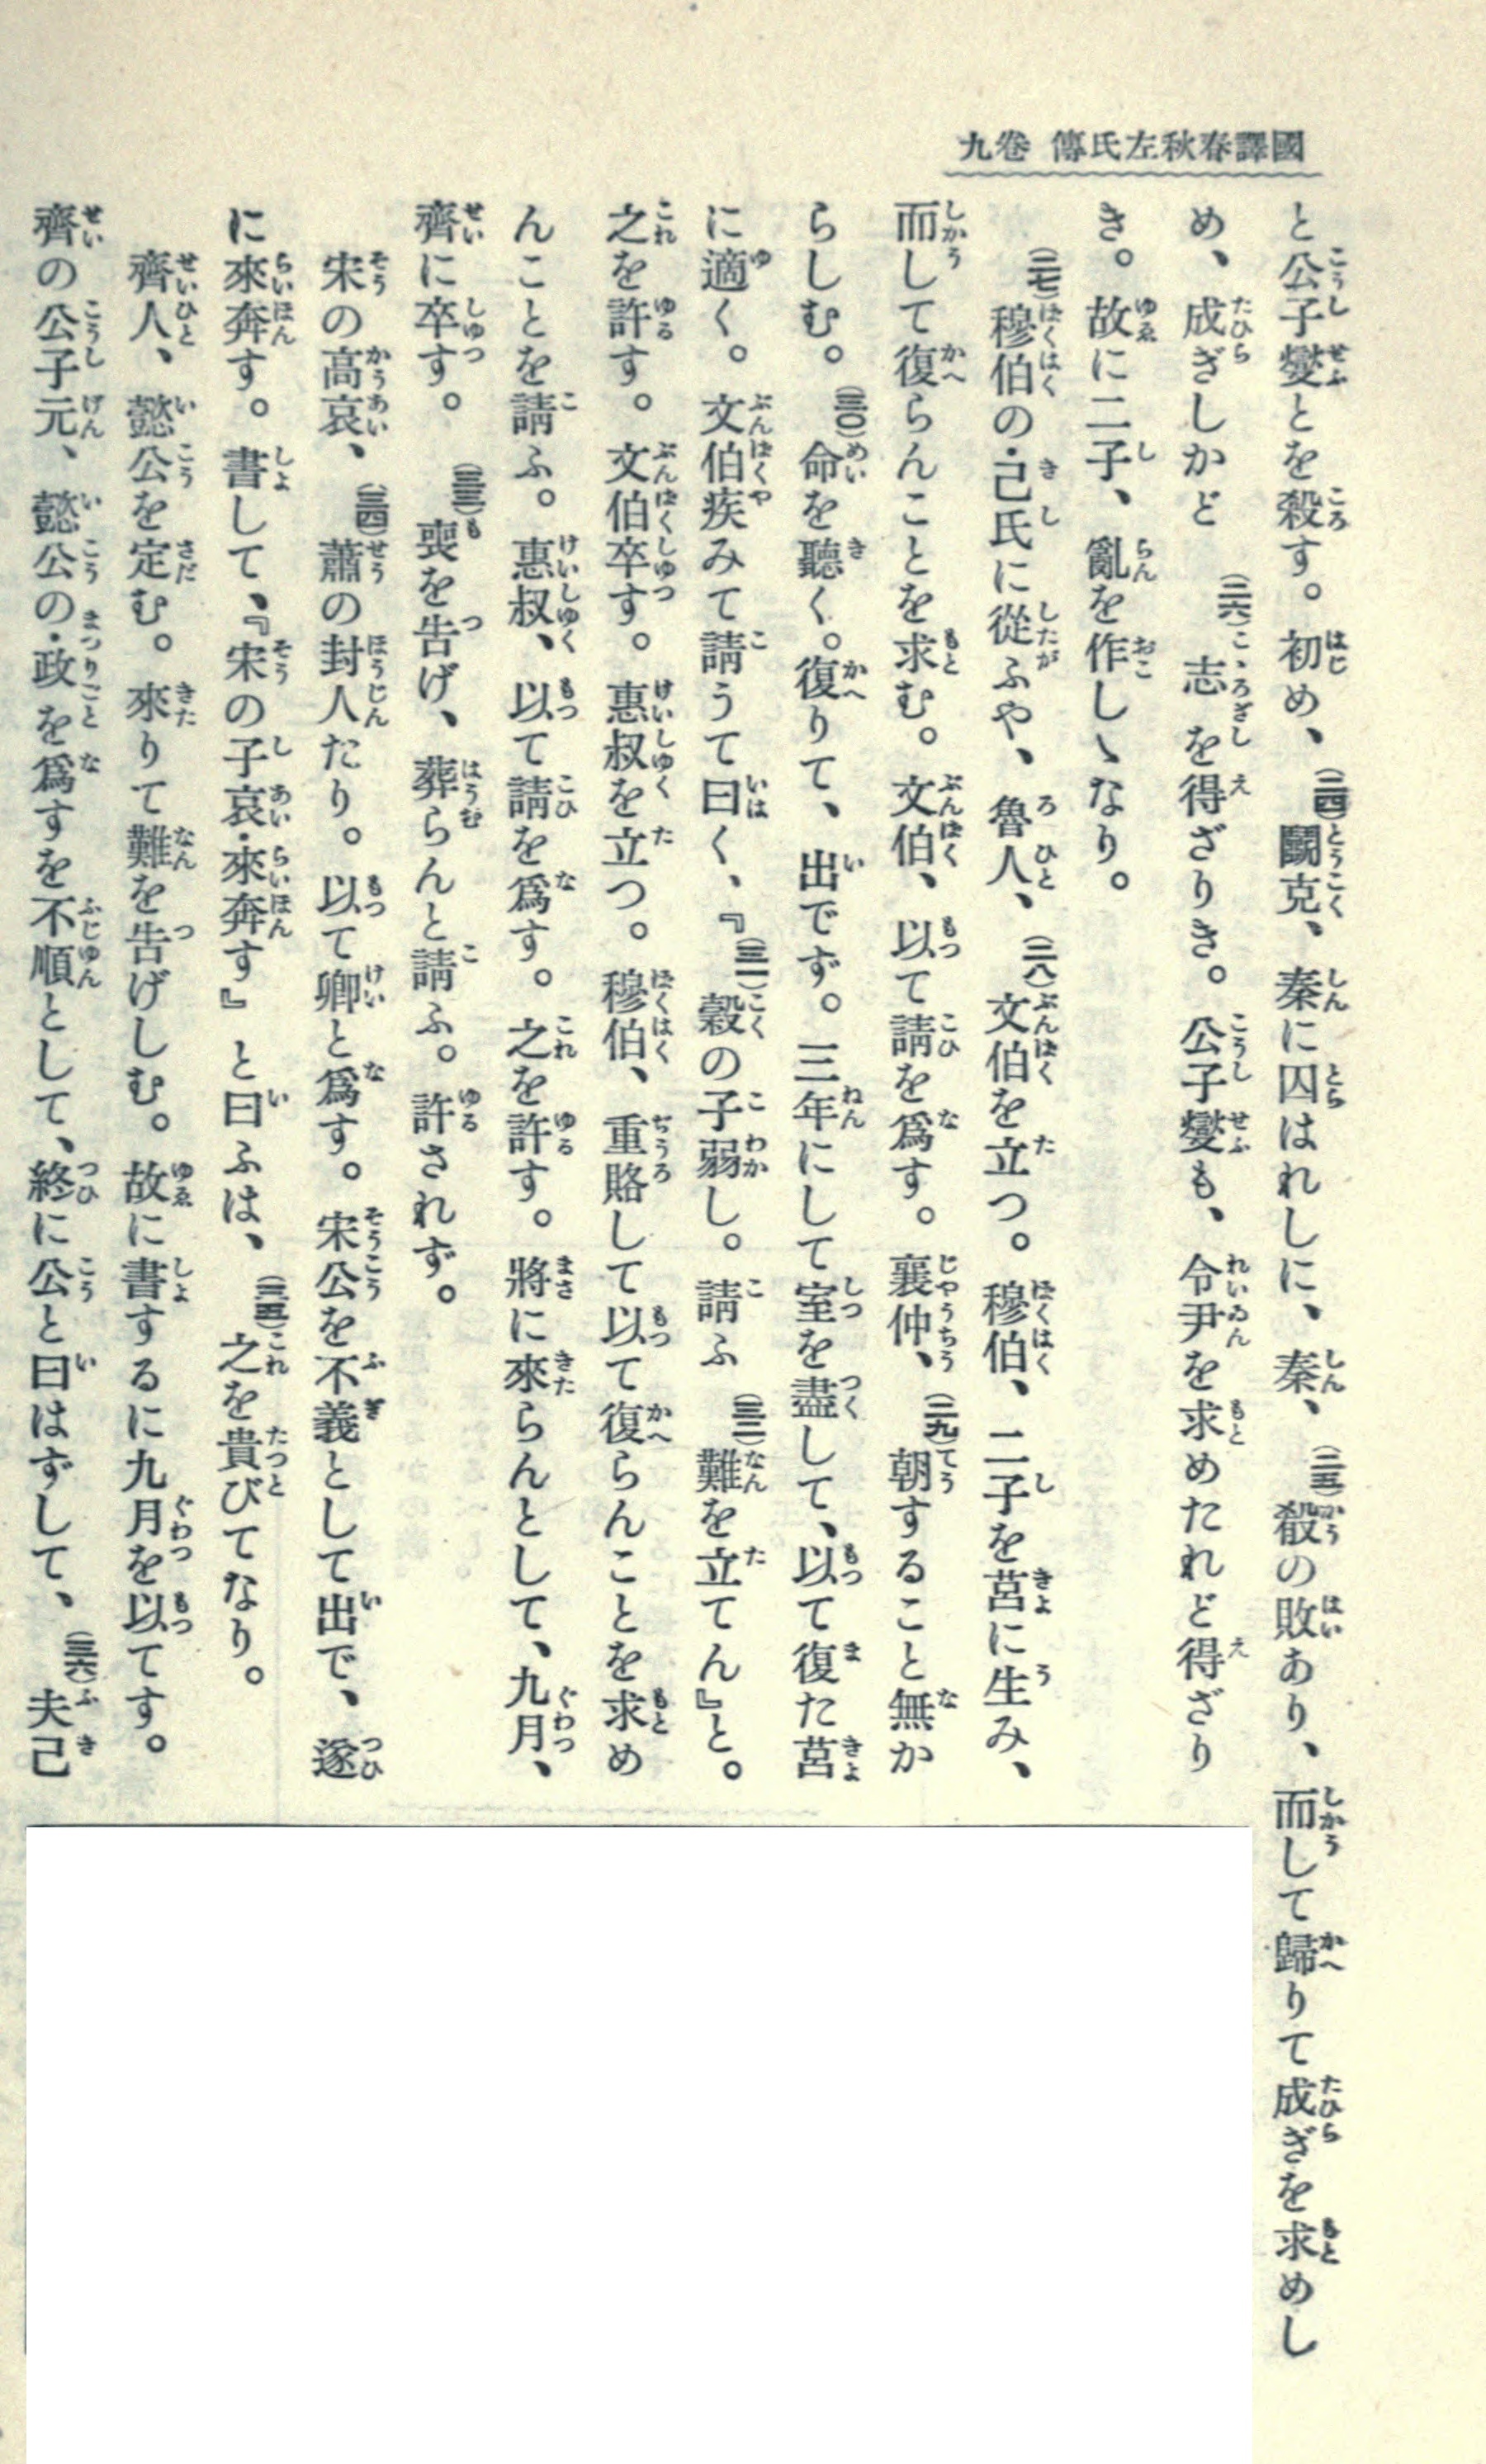 國譯春秋左氏傳 卷九
と公子燮とを殺す。初め、(二四)鬭克、秦に囚はれしに、秦、(二五)殽の敗あり、而して歸りて成ぎを求めし
め、成ぎしかど(二六)志を得ざりき。公子燮も、令尹を求めたれど得ざり
き。故に二子、亂を作しゝなり。
(二七)穆伯の・己氏に從ふや、魯人、(二八)文伯を立つ。穆伯、二子を莒に生み、
而して復らんことを求む。文伯、以て請を爲す。襄仲、(二九)朝すること無か
らしむ。(三〇)命を聽く。復りて、出でず。三年にして室を盡して、以て復た莒
に適く。文伯疾みて請うて曰く、『(三一)穀の子弱し。請ふ(三二)難を立てん』と。
之を許す。文伯卒す。惠叔を立つ。穆伯、重賂して以て復らんことを求め
んことを請ふ。惠叔、以て請を爲す。之を許す。將に來らんとして、九月、
齊に卒す。(三三)喪を告げ、葬らんと請ふ。許されず。
宋の高哀、(三四)蕭の封人たり。以て卿と爲す。宋公を不義として出で、遂
に來奔す。書して、『宋の子哀・來奔す』と曰ふは、(三五)之を貴びてなり。
齊人、懿公を定む。來りて難を告げしむ。故に書するに九月を以てす。
齊の公子元、懿公の・政を爲すを不順として、終に公と曰はずして、(三六)夫己